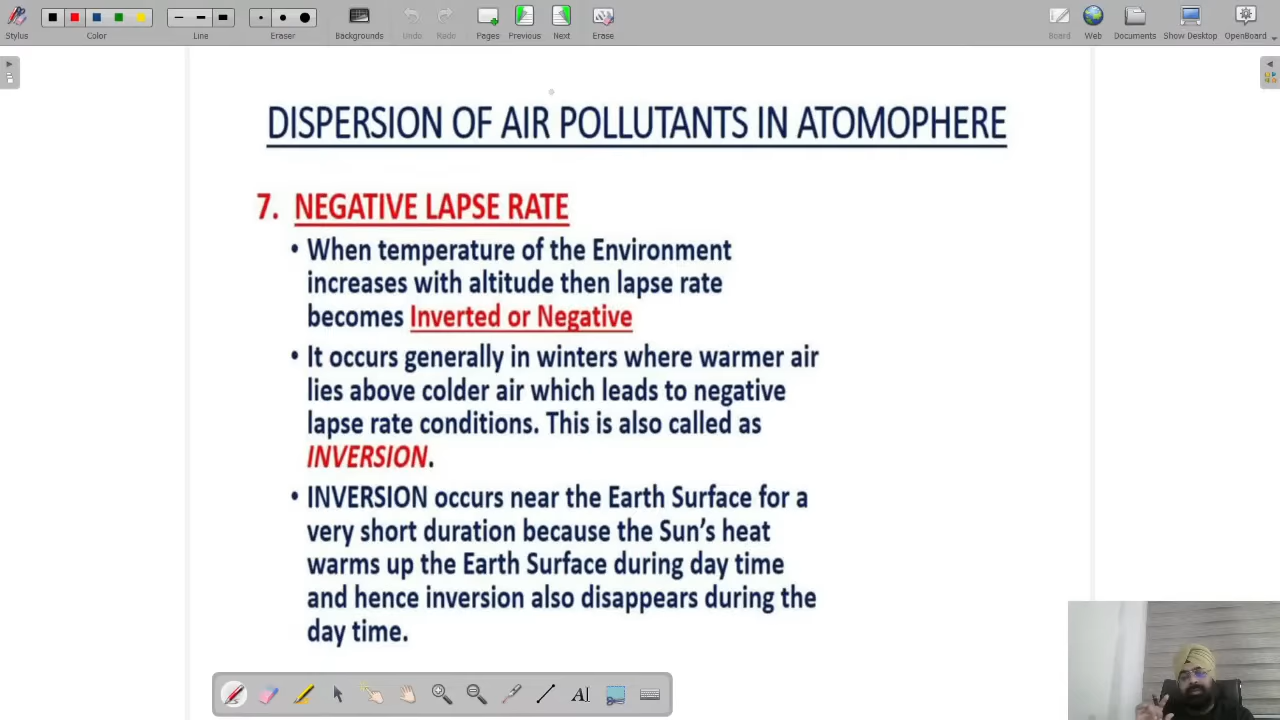 Stylus
Color
Line
Eraser
Backgrounds
Undo
Redo
Pages
Previous
Next
Erase
Board
Web
Documents
Show Desktop
OpenBoard
DISPERSION OF AIR POLLUTANTS IN ATOMOPHERE
7. NEGATIVE LAPSE RATE
• When temperature of the Environment
increases with altitude then lapse rate
becomes Inverted or Negative
• It occurs generally in winters where warmer air
lies above colder air which leads to negative
lapse rate conditions. This is also called as
INVERSION.
• INVERSION occurs near the Earth Surface for a
very short duration because the Sun's heat
warms up the Earth Surface during day time
and hence inversion also disappears during the
day time.